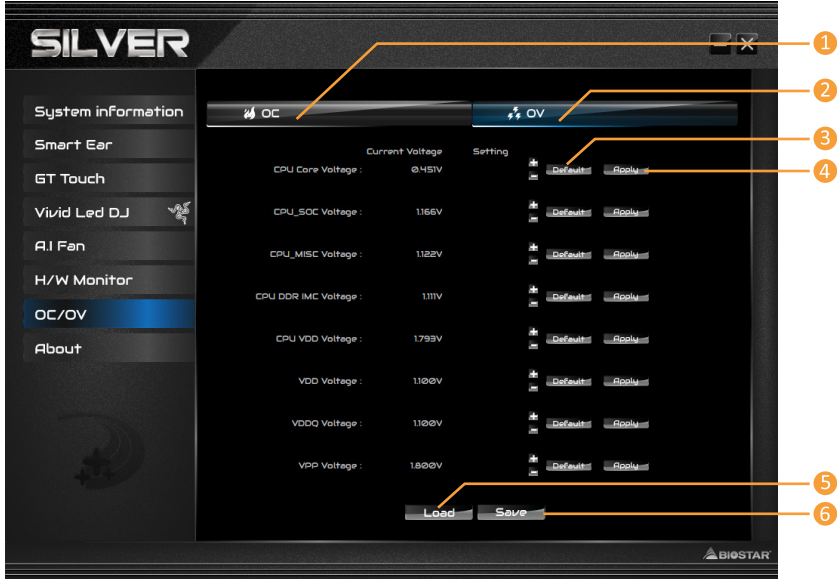 SILVER
1
2
OC
OV
System information
3
Smart Ear
Current Voltage Setting
CPU Core Voltage : 0.451V + - Default Apply
4
GT Touch
Vivid Led DJ
CPU_SOC Voltage : 1.166V + - Default Apply
A.I Fan
CPU_MISC Voltage : 1.122V + - Default Apply
H/W Monitor
CPU DDR IMC Voltage : 1.111V + - Default Apply
OC/OV
CPU VDD Voltage : 1.793V + - Default Apply
About
VDD Voltage : 1.100V + - Default Apply
VDDQ Voltage : 1.100V + - Default Apply
VPP Voltage : 1.800V + - Default Apply
5
Load Save
6
BIOSTAR